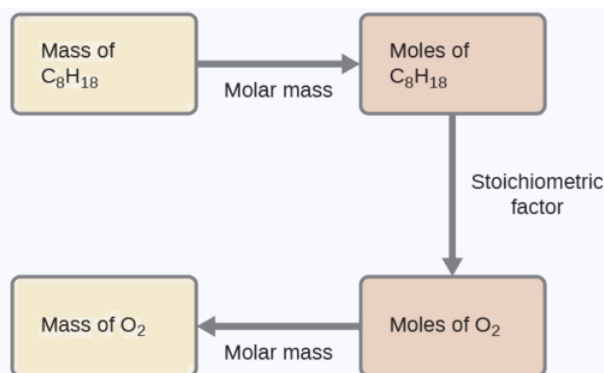 Mass of
C₈H₁₈
Molar mass
Moles of
C₈H₁₈
Stoichiometric
factor
Mass of O₂
Molar mass
Moles of O₂